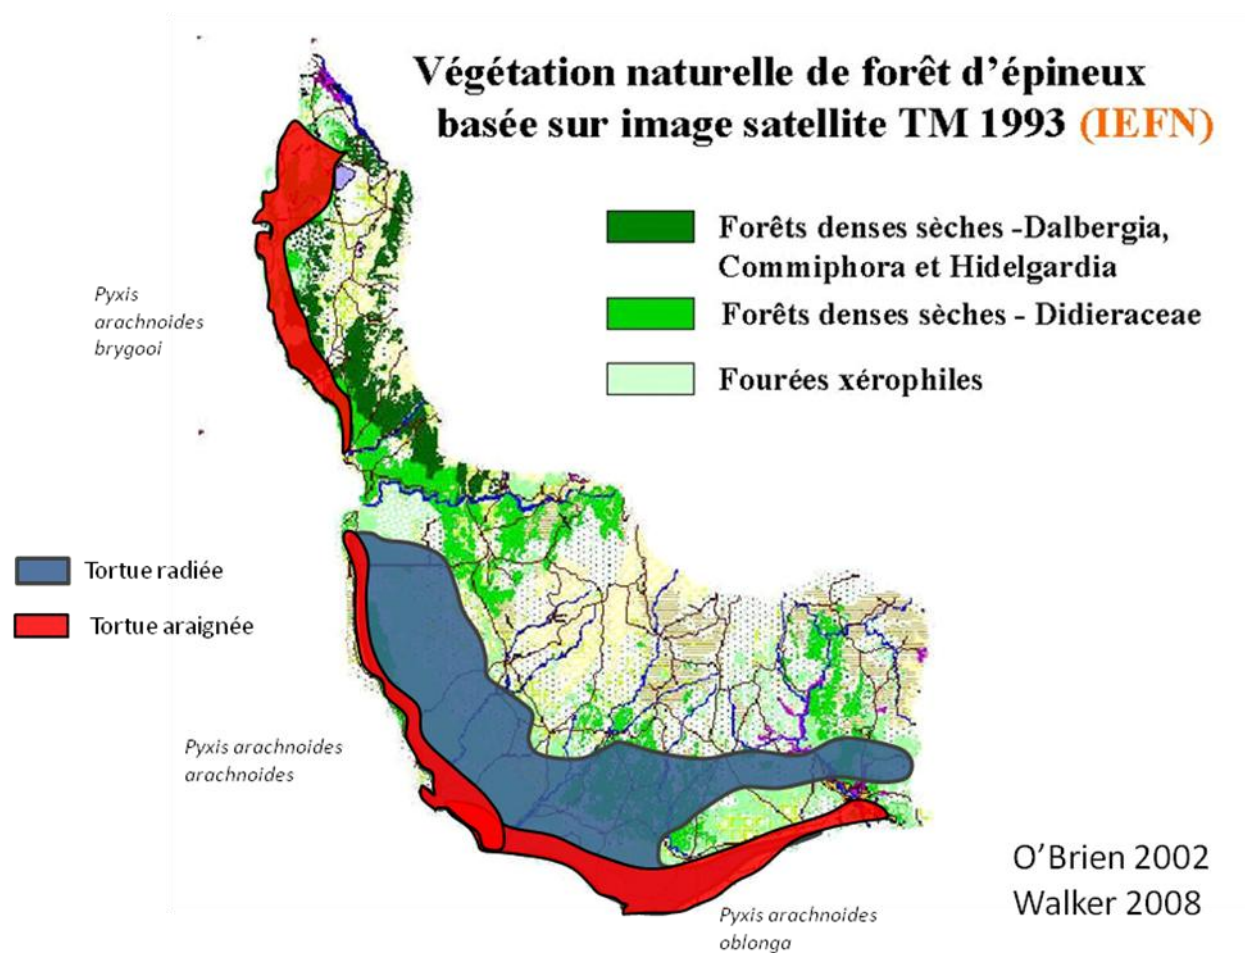 Végétation naturelle de forêt d'épineux
basée sur image satellite TM 1993 (IEFN)
Forêts denses sèches -Dalbergia,
Commiphora et Hidelgardia
Forêts denses sèches - Didieraceae
Fourées xérophiles
Pyxis
arachnoides
brygooi
Tortue radiée
Tortue araignée
Pyxis arachnoides
arachnoides
O'Brien 2002
Walker 2008
Pyxis arachnoides
oblonga